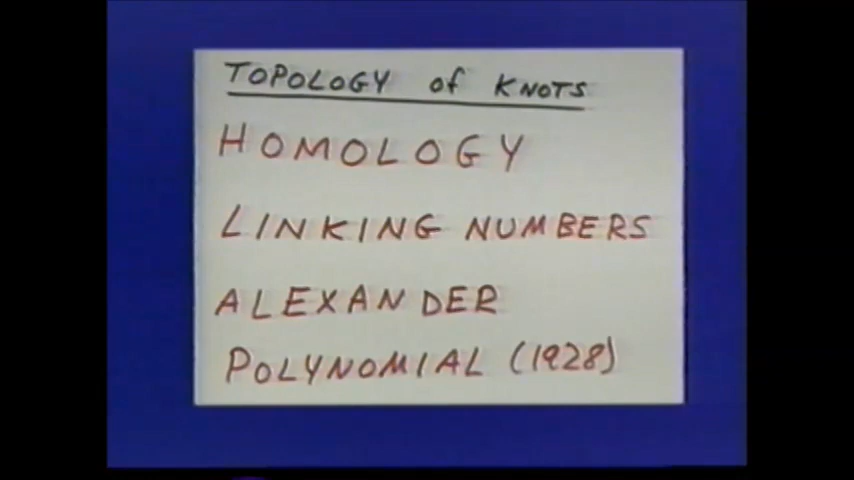 TOPOLOGY of KNOTS
HOMOLOGY
LINKING NUMBERS
ALEXANDER
POLYNOMIAL (1928)